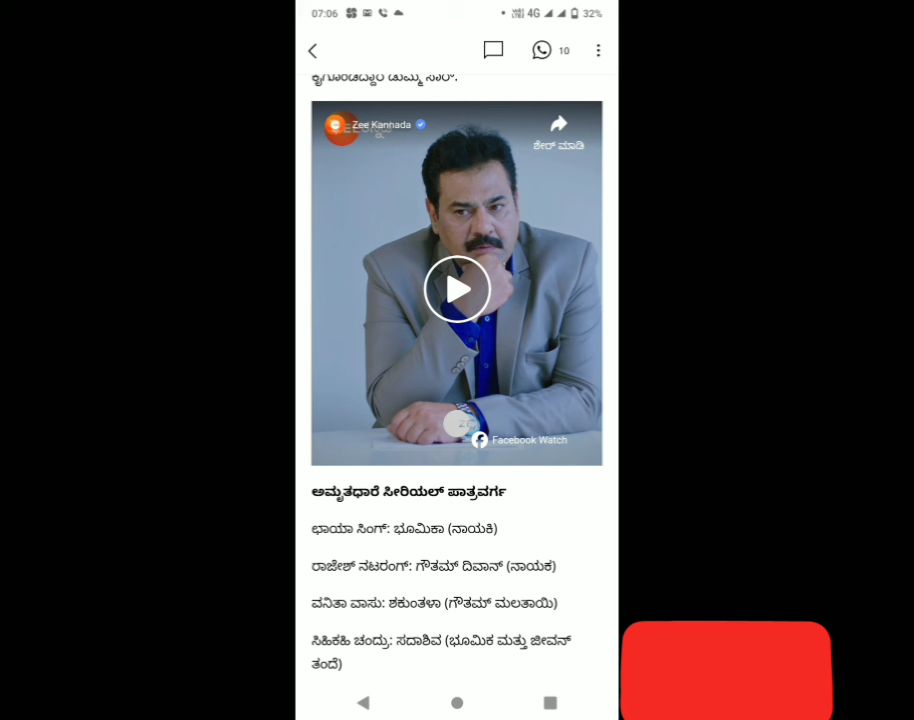 07:06 4G 32%
10
ಕೈಗೊಂಡಿದ್ದಾರೆ ಡುಮ್ಮ ಸಾರ್.
Zee Kannada
ಶೇರ್ ಮಾಡಿ
Facebook Watch
ಅಮೃತಧಾರೆ ಸೀರಿಯಲ್ ಪಾತ್ರವರ್ಗ
ಛಾಯಾ ಸಿಂಗ್: ಭೂಮಿಕಾ (ನಾಯಕಿ)
ರಾಜೇಶ್ ನಟರಂಗ್: ಗೌತಮ್ ದಿವಾನ್ (ನಾಯಕ)
ವನಿತಾ ವಾಸು: ಶಕುಂತಳಾ (ಗೌತಮ್ ಮಲತಾಯಿ)
ಸಿಹಿಕಹಿ ಚಂದ್ರು: ಸದಾಶಿವ (ಭೂಮಿಕ ಮತ್ತು ಜೀವನ್
ತಂದೆ)